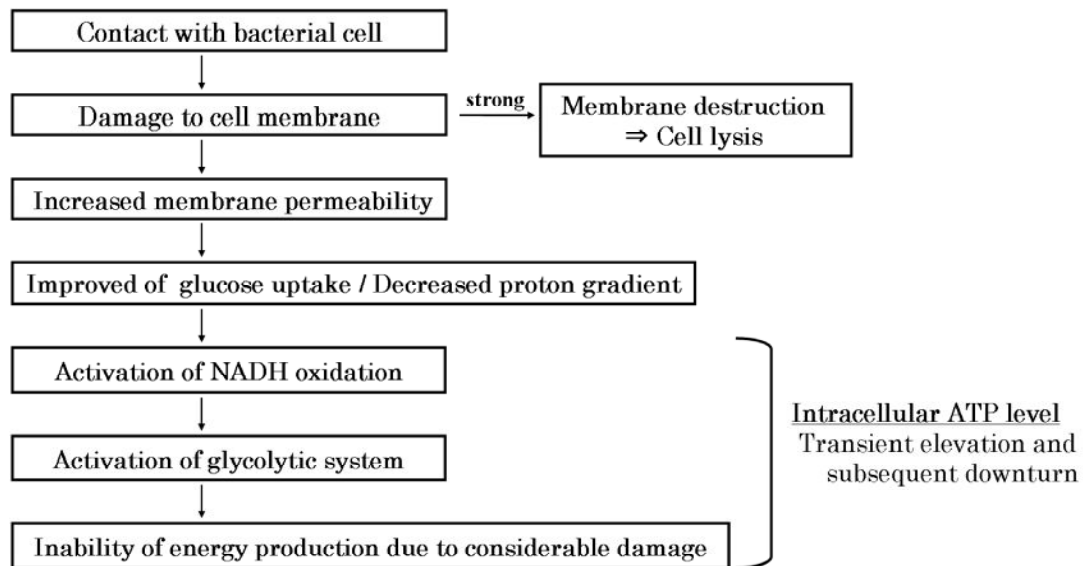 Contact with bacterial cell
Damage to cell membrane
strong
Membrane destruction
⇒ Cell lysis
Increased membrane permeability
Improved of glucose uptake / Decreased proton gradient
Activation of NADH oxidation
Activation of glycolytic system
Inability of energy production due to considerable damage
Intracellular ATP level
Transient elevation and
subsequent downturn